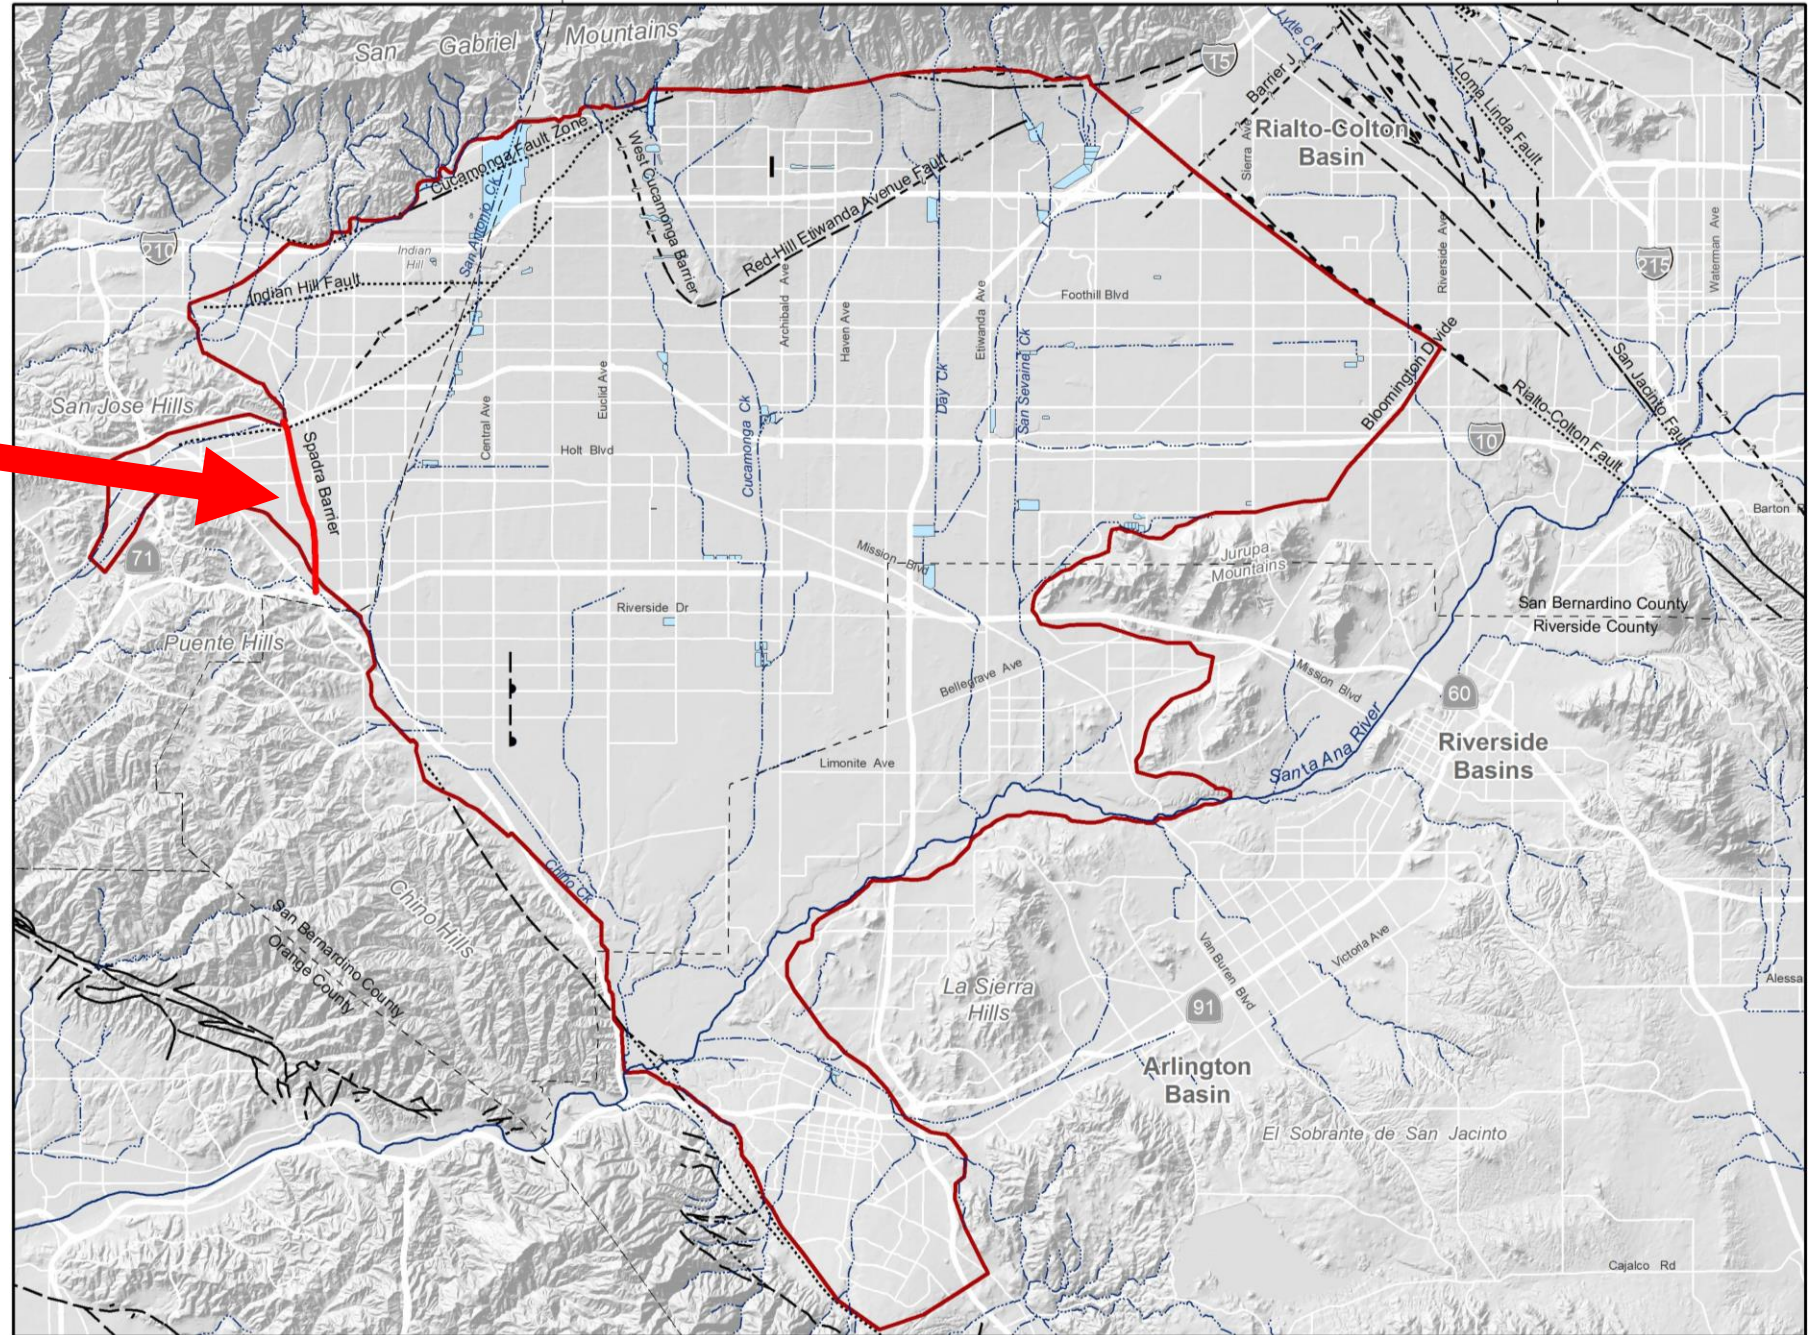 San Gabriel Mountains
Lytle C
15
Barrier J
Loma Linda Fault
Sierra Ave
Rialto-Colton
Basin
Cucamonga Fault Zone
West Cucamonga Barrier
San Antonio Ck
Red-Hill Etiwanda Avenue Fault
Riverside Ave
Waterman Ave
210
Indian
Hill
215
Indian Hill Fault
Foothill Blvd
Archibald Ave
Haven Ave
Etiwanda Ave
San Sevaine Ck
Bloomington Divide
San Jacinto Fault
Euclid Ave
Day Ck
San Jose Hills
Central Ave
Cucamonga Ck
Rialto-Colton Fault
Spadra Barrier
Holt Blvd
10
Barton
71
Mission Blvd
Jurupa
Mountains
Riverside Dr
San Bernardino County
Riverside County
Puente Hills
Bellegrave Ave
Mission Blvd
60
Santa Ana River
Riverside
Basins
Limonite Ave
Chino Ck
Chino Hills
San Bernardino County
Orange County
Van Buren Blvd
Victoria Ave
La Sierra
Hills
Alessa
91
Arlington
Basin
El Sobrante de San Jacinto
Cajalco Rd